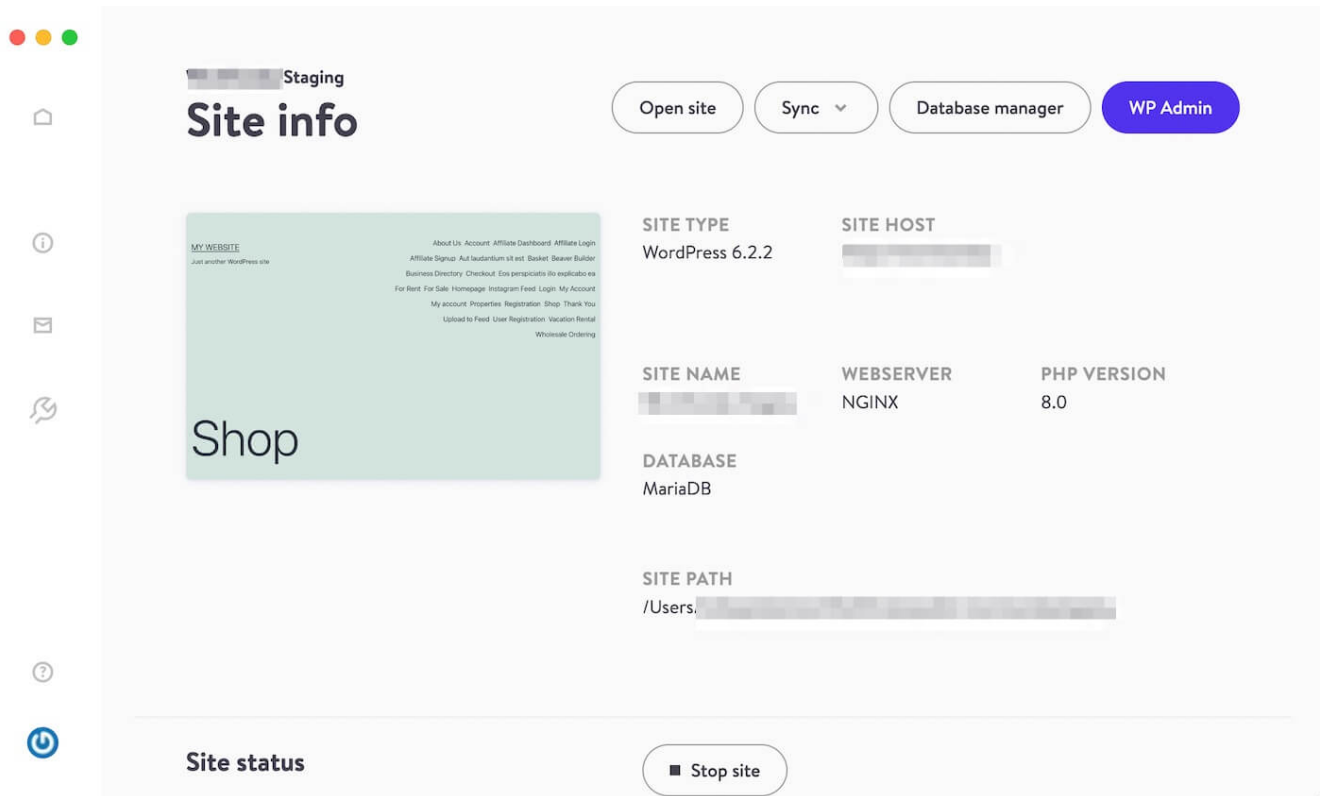 Staging
Site info
Open site
Sync
Database manager
WP Admin
MY WEBSITE
Just another WordPress site
About Us Account Affiliate Dashboard Affiliate Login
Affiliate Signup Aut laudantium sit est Basket Beaver Builder
Business Directory Checkout Eos perspiciatis illo explicabo ea
For Rent For Sale Homepage Instagram Feed Login My Account
My account Properties Registration Shop Thank You
Upload to Feed User Registration Vacation Rental
Wholesale Ordering
Shop
SITE TYPE
WordPress 6.2.2
SITE HOST
SITE NAME
WEBSERVER
NGINX
PHP VERSION
8.0
DATABASE
MariaDB
SITE PATH
/Users
Site status
Stop site